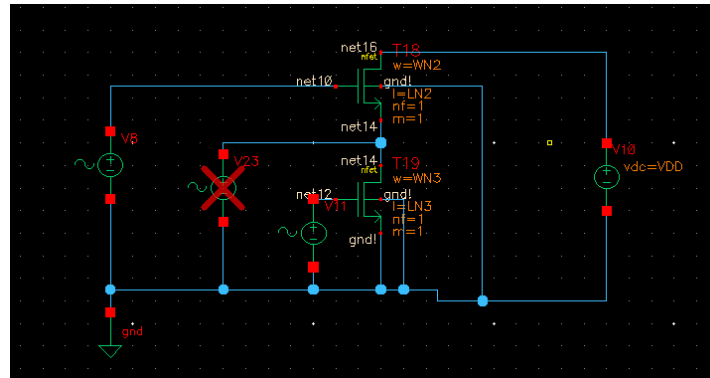 net16
T18
nfet
w=WN2
net10
gnd!
l=LN2
nf=1
m=1
net14
V8
V23
net14
T19
nfet
w=WN3
net12
gnd!
V11
l=LN3
nf=1
m=1
gnd!
V10
vdc=VDD
gnd